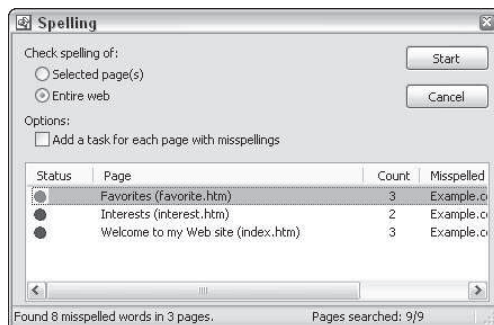 Spelling
Check spelling of:
Start
Selected page(s)
Entire web
Cancel
Options:
Add a task for each page with misspellings
Status Page Count Misspelled
Favorites (favorite.htm) 3 Example.c
Interests (interest.htm) 2 Example.c
Welcome to my Web site (index.htm) 3 Example.c
Found 8 misspelled words in 3 pages. Pages searched: 9/9